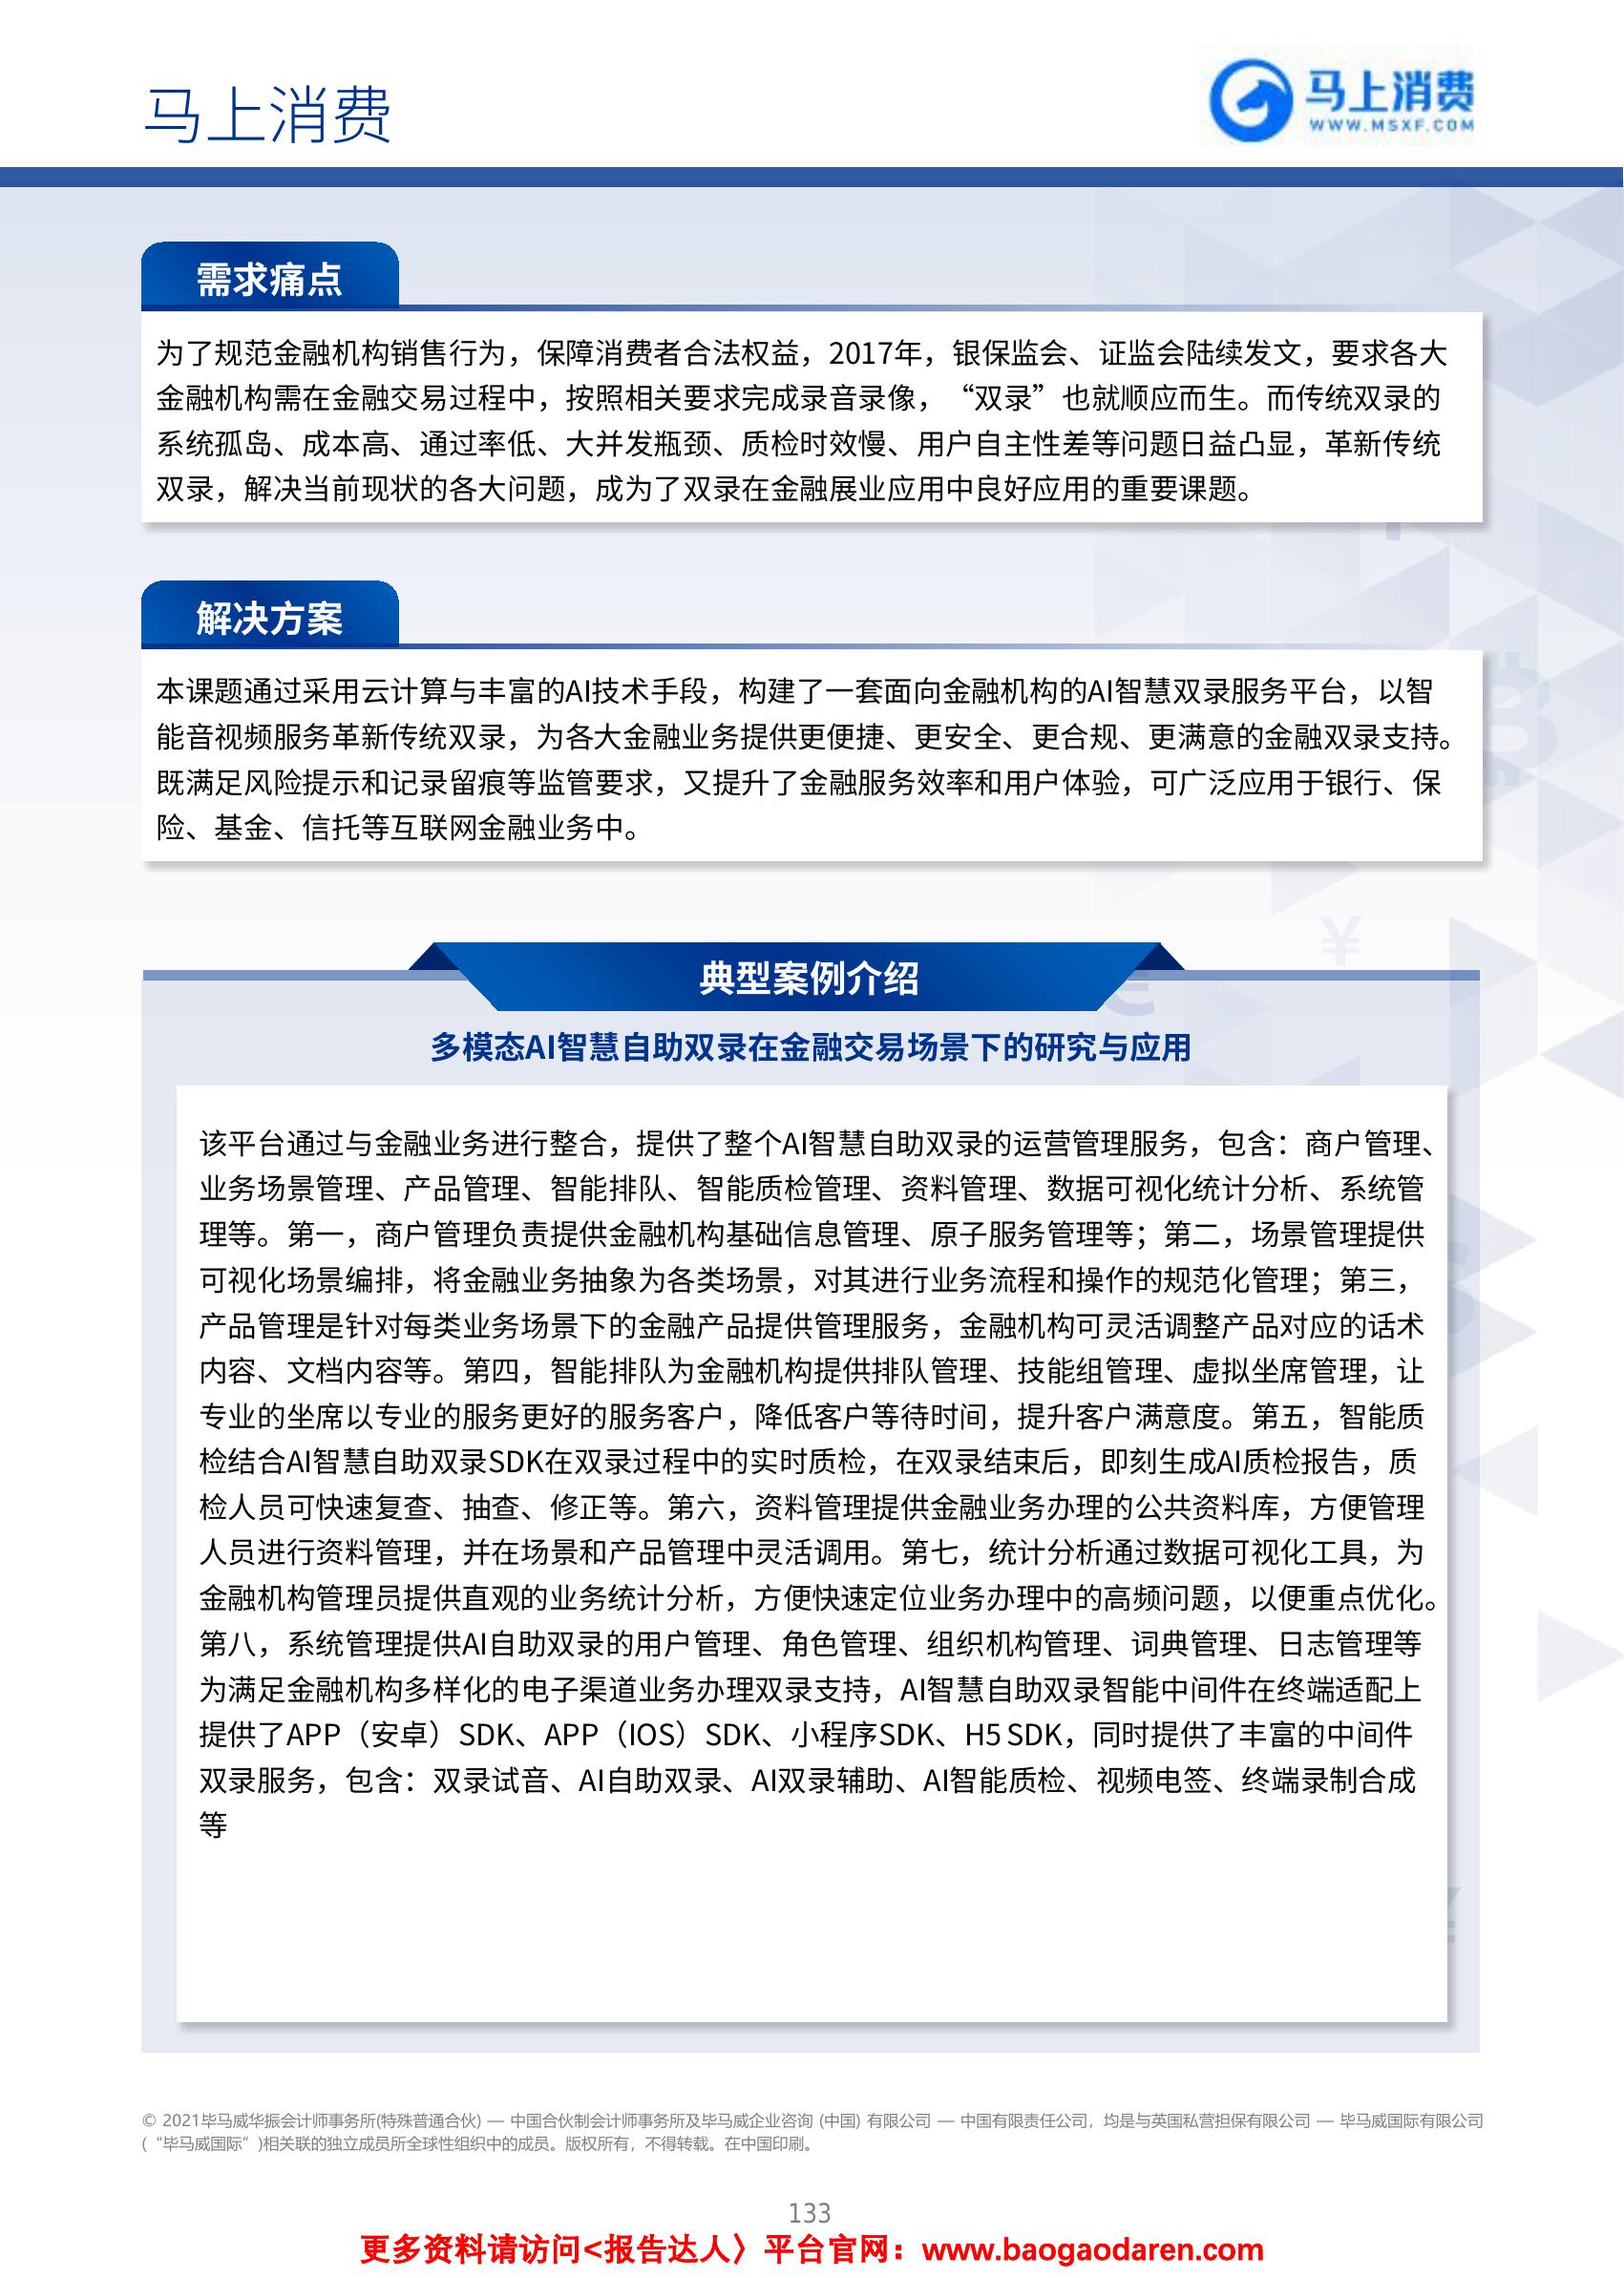 马上消费
马上消费
WWW.MSXF.COM
需求痛点
为了规范金融机构销售行为，保障消费者合法权益，2017年，银保监会、证监会陆续发文，要求各大
金融机构需在金融交易过程中，按照相关要求完成录音录像，“双录”也就顺应而生。而传统双录的
系统孤岛、成本高、通过率低、大并发瓶颈、质检时效慢、用户自主性差等问题日益凸显，革新传统
双录，解决当前现状的各大问题，成为了双录在金融展业应用中良好应用的重要课题。
解决方案
本课题通过采用云计算与丰富的AI技术手段，构建了一套面向金融机构的AI智慧双录服务平台，以智
能音视频服务革新传统双录，为各大金融业务提供更便捷、更安全、更合规、更满意的金融双录支持。
既满足风险提示和记录留痕等监管要求，又提升了金融服务效率和用户体验，可广泛应用于银行、保
险、基金、信托等互联网金融业务中。
典型案例介绍
多模态AI智慧自助双录在金融交易场景下的研究与应用
该平台通过与金融业务进行整合，提供了整个AI智慧自助双录的运营管理服务，包含：商户管理、
业务场景管理、产品管理、智能排队、智能质检管理、资料管理、数据可视化统计分析、系统管
理等。第一，商户管理负责提供金融机构基础信息管理、原子服务管理等；第二，场景管理提供
可视化场景编排，将金融业务抽象为各类场景，对其进行业务流程和操作的规范化管理；第三，
产品管理是针对每类业务场景下的金融产品提供管理服务，金融机构可灵活调整产品对应的话术
内容、文档内容等。第四，智能排队为金融机构提供排队管理、技能组管理、虚拟坐席管理，让
专业的坐席以专业的服务更好的服务客户，降低客户等待时间，提升客户满意度。第五，智能质
检结合AI智慧自助双录SDK在双录过程中的实时质检，在双录结束后，即刻生成AI质检报告，质
检人员可快速复查、抽查、修正等。第六，资料管理提供金融业务办理的公共资料库，方便管理
人员进行资料管理，并在场景和产品管理中灵活调用。第七，统计分析通过数据可视化工具，为
金融机构管理员提供直观的业务统计分析，方便快速定位业务办理中的高频问题，以便重点优化。
第八，系统管理提供AI自助双录的用户管理、角色管理、组织机构管理、词典管理、日志管理等
为满足金融机构多样化的电子渠道业务办理双录支持，AI智慧自助双录智能中间件在终端适配上
提供了APP（安卓）SDK、APP（IOS）SDK、小程序SDK、H5 SDK，同时提供了丰富的中间件
双录服务，包含：双录试音、AI自助双录、AI双录辅助、AI智能质检、视频电签、终端录制合成
等
© 2021毕马威华振会计师事务所(特殊普通合伙) — 中国合伙制会计师事务所及毕马威企业咨询 (中国) 有限公司 — 中国有限责任公司，均是与英国私营担保有限公司 — 毕马威国际有限公司
(“毕马威国际”)相关联的独立成员所全球性组织中的成员。版权所有，不得转载。在中国印刷。
133
更多资料请访问<报告达人〉平台官网：www.baogaodaren.com